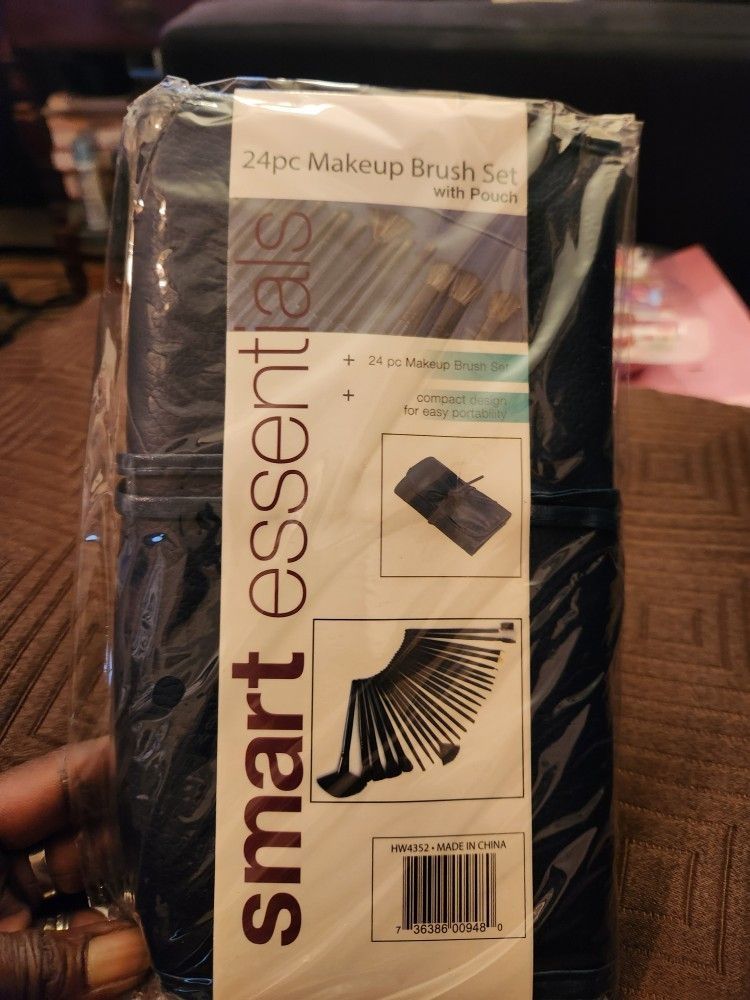 24pc Makeup Brush Set
with Pouch
smart essentials
+ 24 pc Makeup Brush Set
+ compact design
for easy portability
HW4352 • MADE IN CHINA
7 36386 00948 0